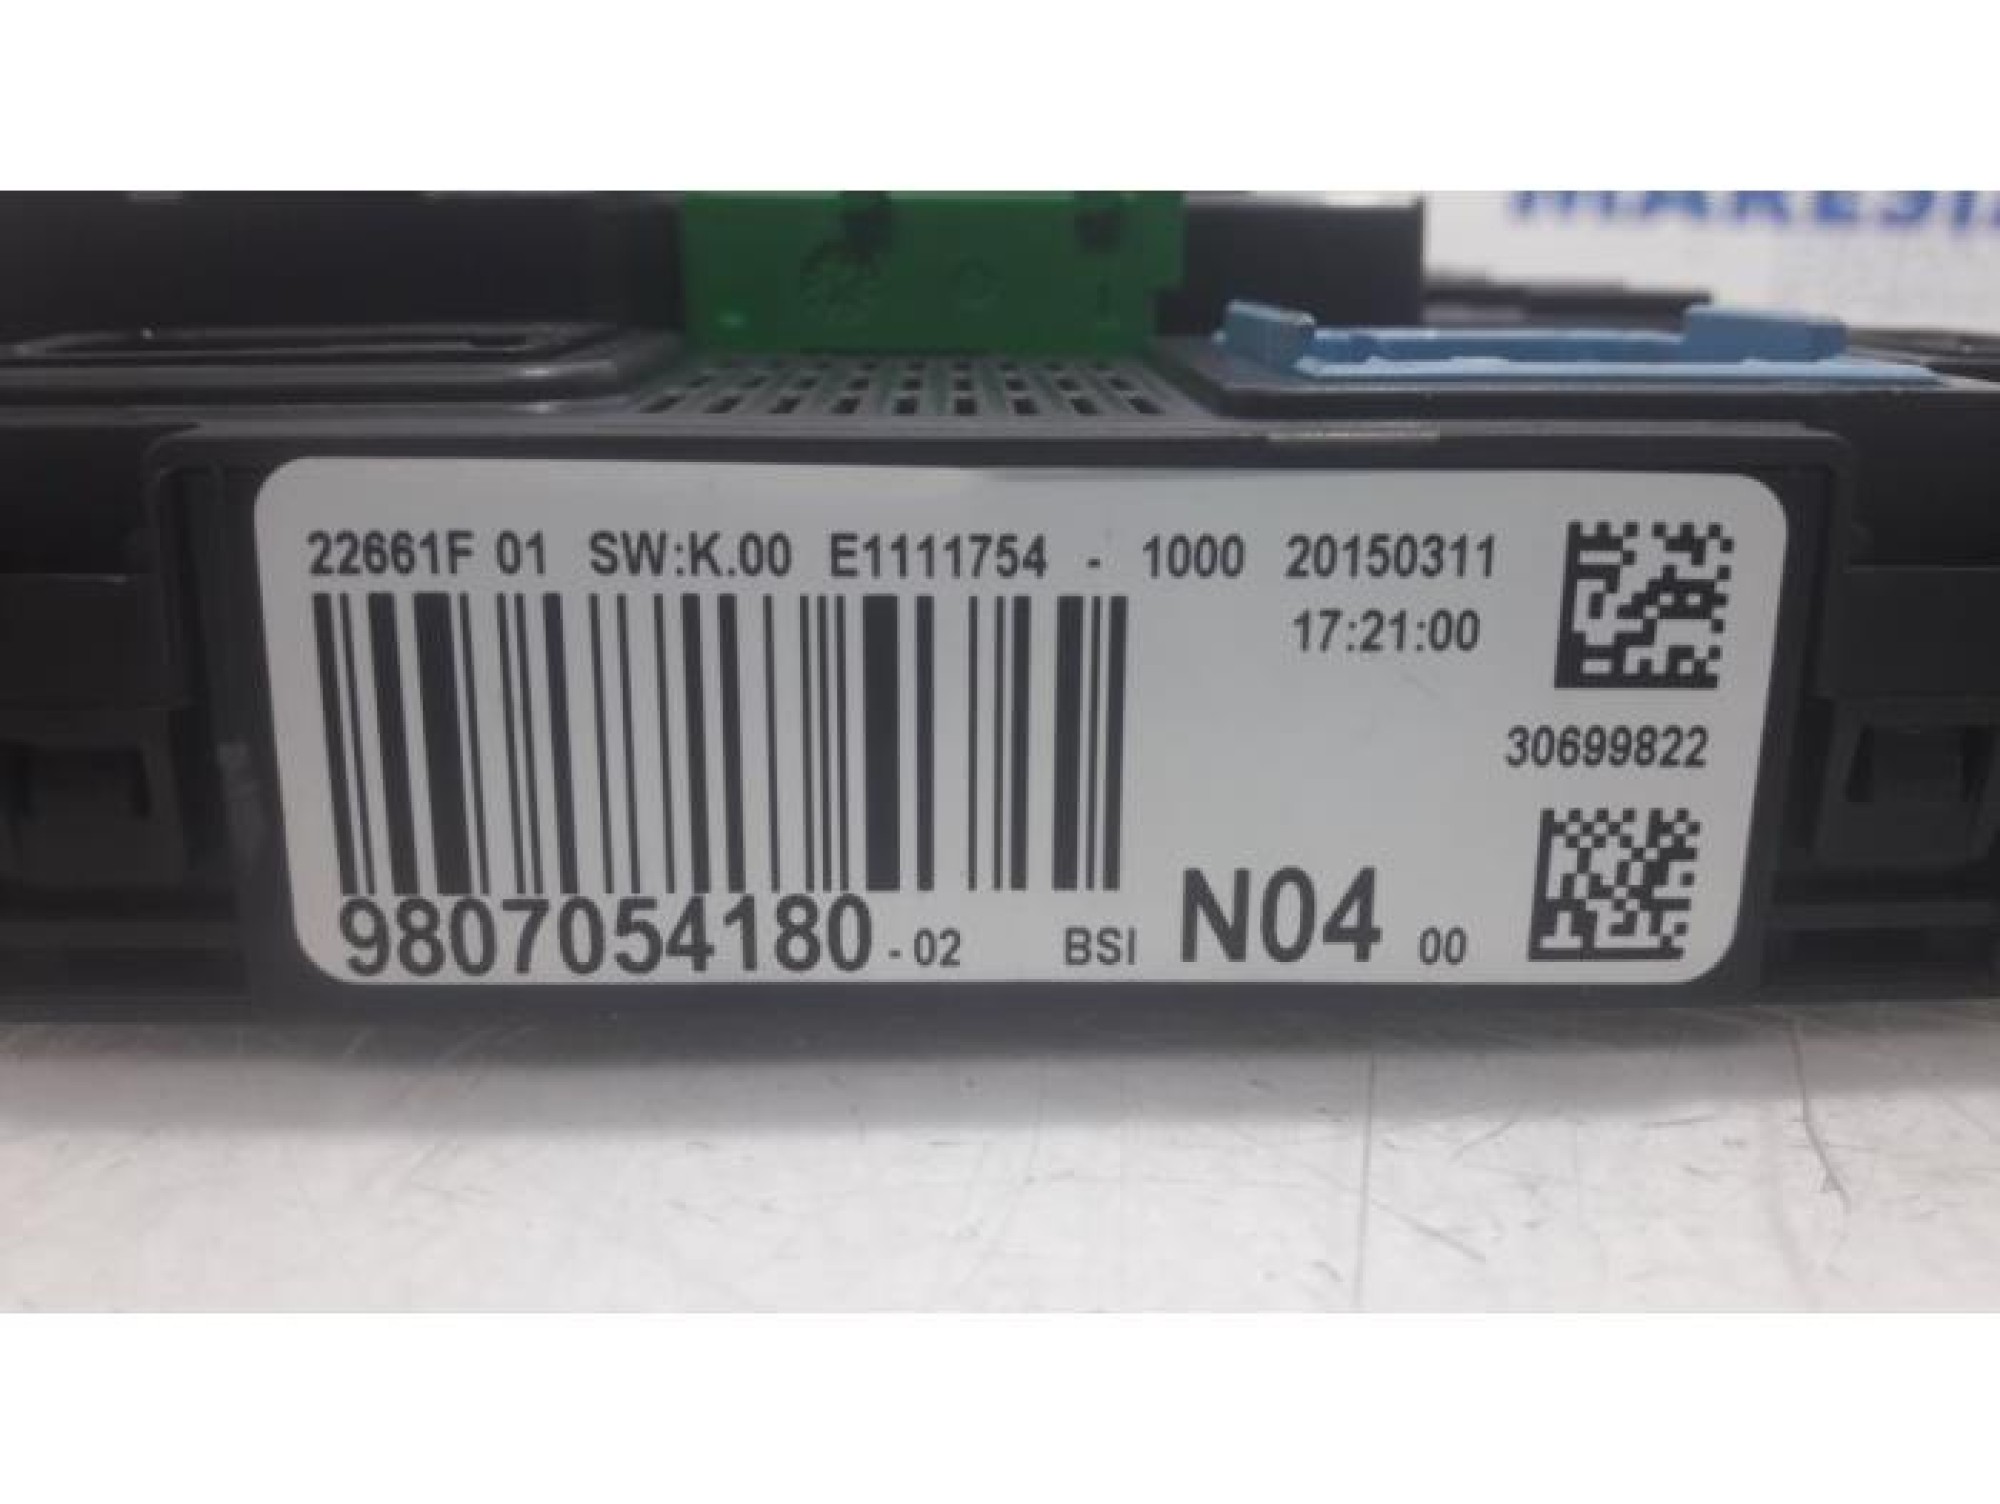 22661F 01 SW:K.00 E1111754 - 1000 20150311
17:21:00
30699822
9807054180 - 02 BSI N04 00